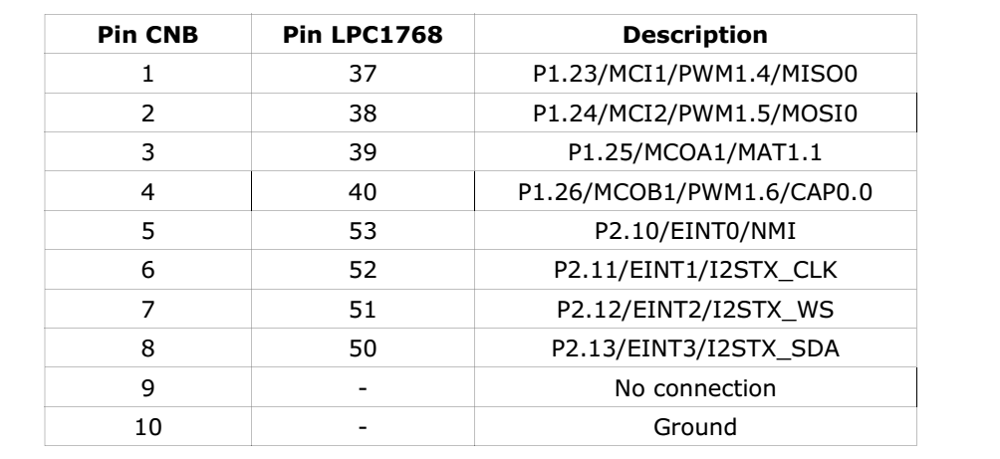 Pin CNB Pin LPC1768 Description
1 37 P1.23/MCI1/PWM1.4/MISO0
2 38 P1.24/MCI2/PWM1.5/MOSI0
3 39 P1.25/MCOA1/MAT1.1
4 40 P1.26/MCOB1/PWM1.6/CAP0.0
5 53 P2.10/EINT0/NMI
6 52 P2.11/EINT1/I2STX_CLK
7 51 P2.12/EINT2/I2STX_WS
8 50 P2.13/EINT3/I2STX_SDA
9 - No connection
10 - Ground